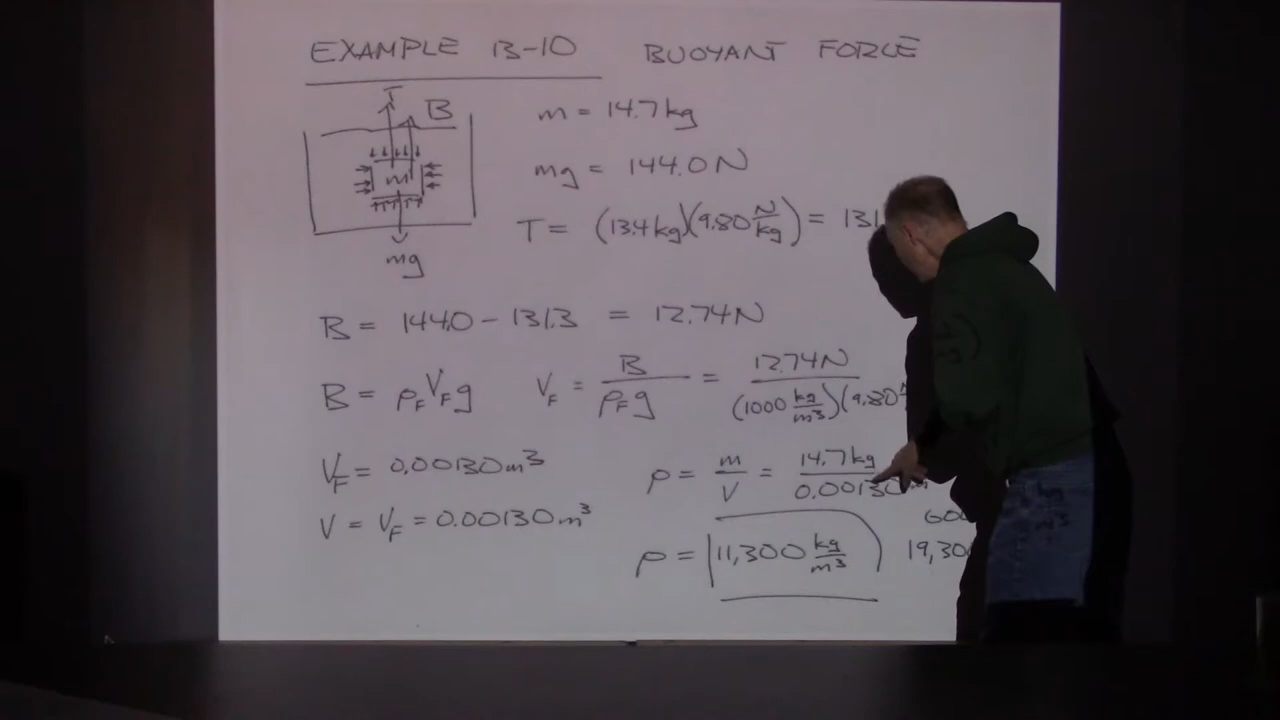 EXAMPLE 13-10 BUOYANT FORCE
T
B
m = 14.7 kg
m
mg = 144.0 N
T = (13.4 kg)(9.80 N/kg) = 131
mg
B = 144.0 - 131.3 = 12.74 N
B = ρ_F V_F g V_F = B / ρ_F g = 12.74 N / (1000 kg/m³)(9.80
V_F = 0.00130 m³ ρ = m/V = 14.7 kg / 0.00130 m
V = V_F = 0.00130 m³
ρ = 11,300 kg/m³ 19,30